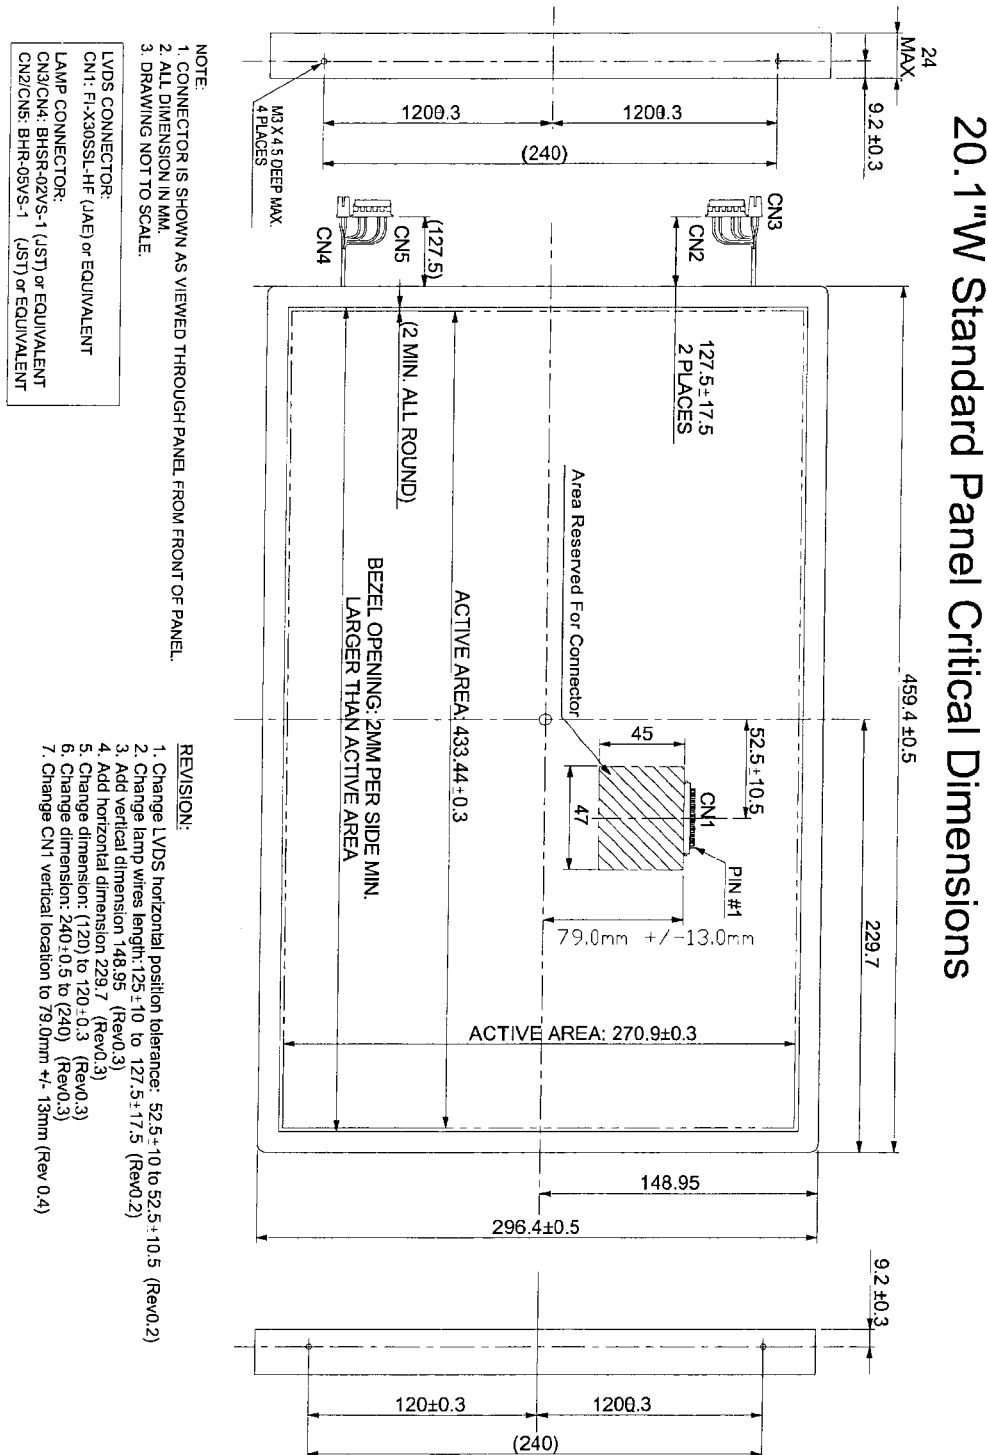 20.1"W Standard Panel Critical Dimensions
24
MAX.
9.2 ±0.3
1200.3
1200.3
(240)
M3 X 4.5 DEEP MAX.
4 PLACES
CN3
CN2
CN5
CN4
(127.5)
127.5±17.5
2 PLACES
(2 MIN. ALL ROUND)
459.4 ±0.5
229.7
52.5±10.5
Area Reserved For Connector
45
47
CN1
PIN #1
79.0mm +/-13.0mm
ACTIVE AREA: 433.44±0.3
BEZEL OPENING: 2MM PER SIDE MIN.
LARGER THAN ACTIVE AREA
ACTIVE AREA: 270.9±0.3
148.95
296.4±0.5
9.2 ±0.3
120±0.3
1200.3
(240)
NOTE:
1. CONNECTOR IS SHOWN AS VIEWED THROUGH PANEL FROM FRONT OF PANEL.
2. ALL DIMENSION IN MM.
3. DRAWING NOT TO SCALE.
LVDS CONNECTOR:
CN1: FI-X30SSL-HF (JAE) or EQUIVALENT
LAMP CONNECTOR:
CN3/CN4: BHSR-02VS-1 (JST) or EQUIVALENT
CN2/CN5: BHR-05VS-1 (JST) or EQUIVALENT
REVISION:
1. Change LVDS horizontal position tolerance: 52.5±10 to 52.5±10.5 (Rev0.2)
2. Change lamp wires length:125±10 to 127.5±17.5 (Rev0.2)
3. Add vertical dimension 148.95 (Rev0.3)
4. Add horizontal dimension 229.7 (Rev0.3)
5. Change dimension: (120) to 120±0.3 (Rev0.3)
6. Change dimension: 240±0.5 to (240) (Rev0.3)
7. Change CN1 vertical location to 79.0mm +/- 13mm (Rev 0.4)